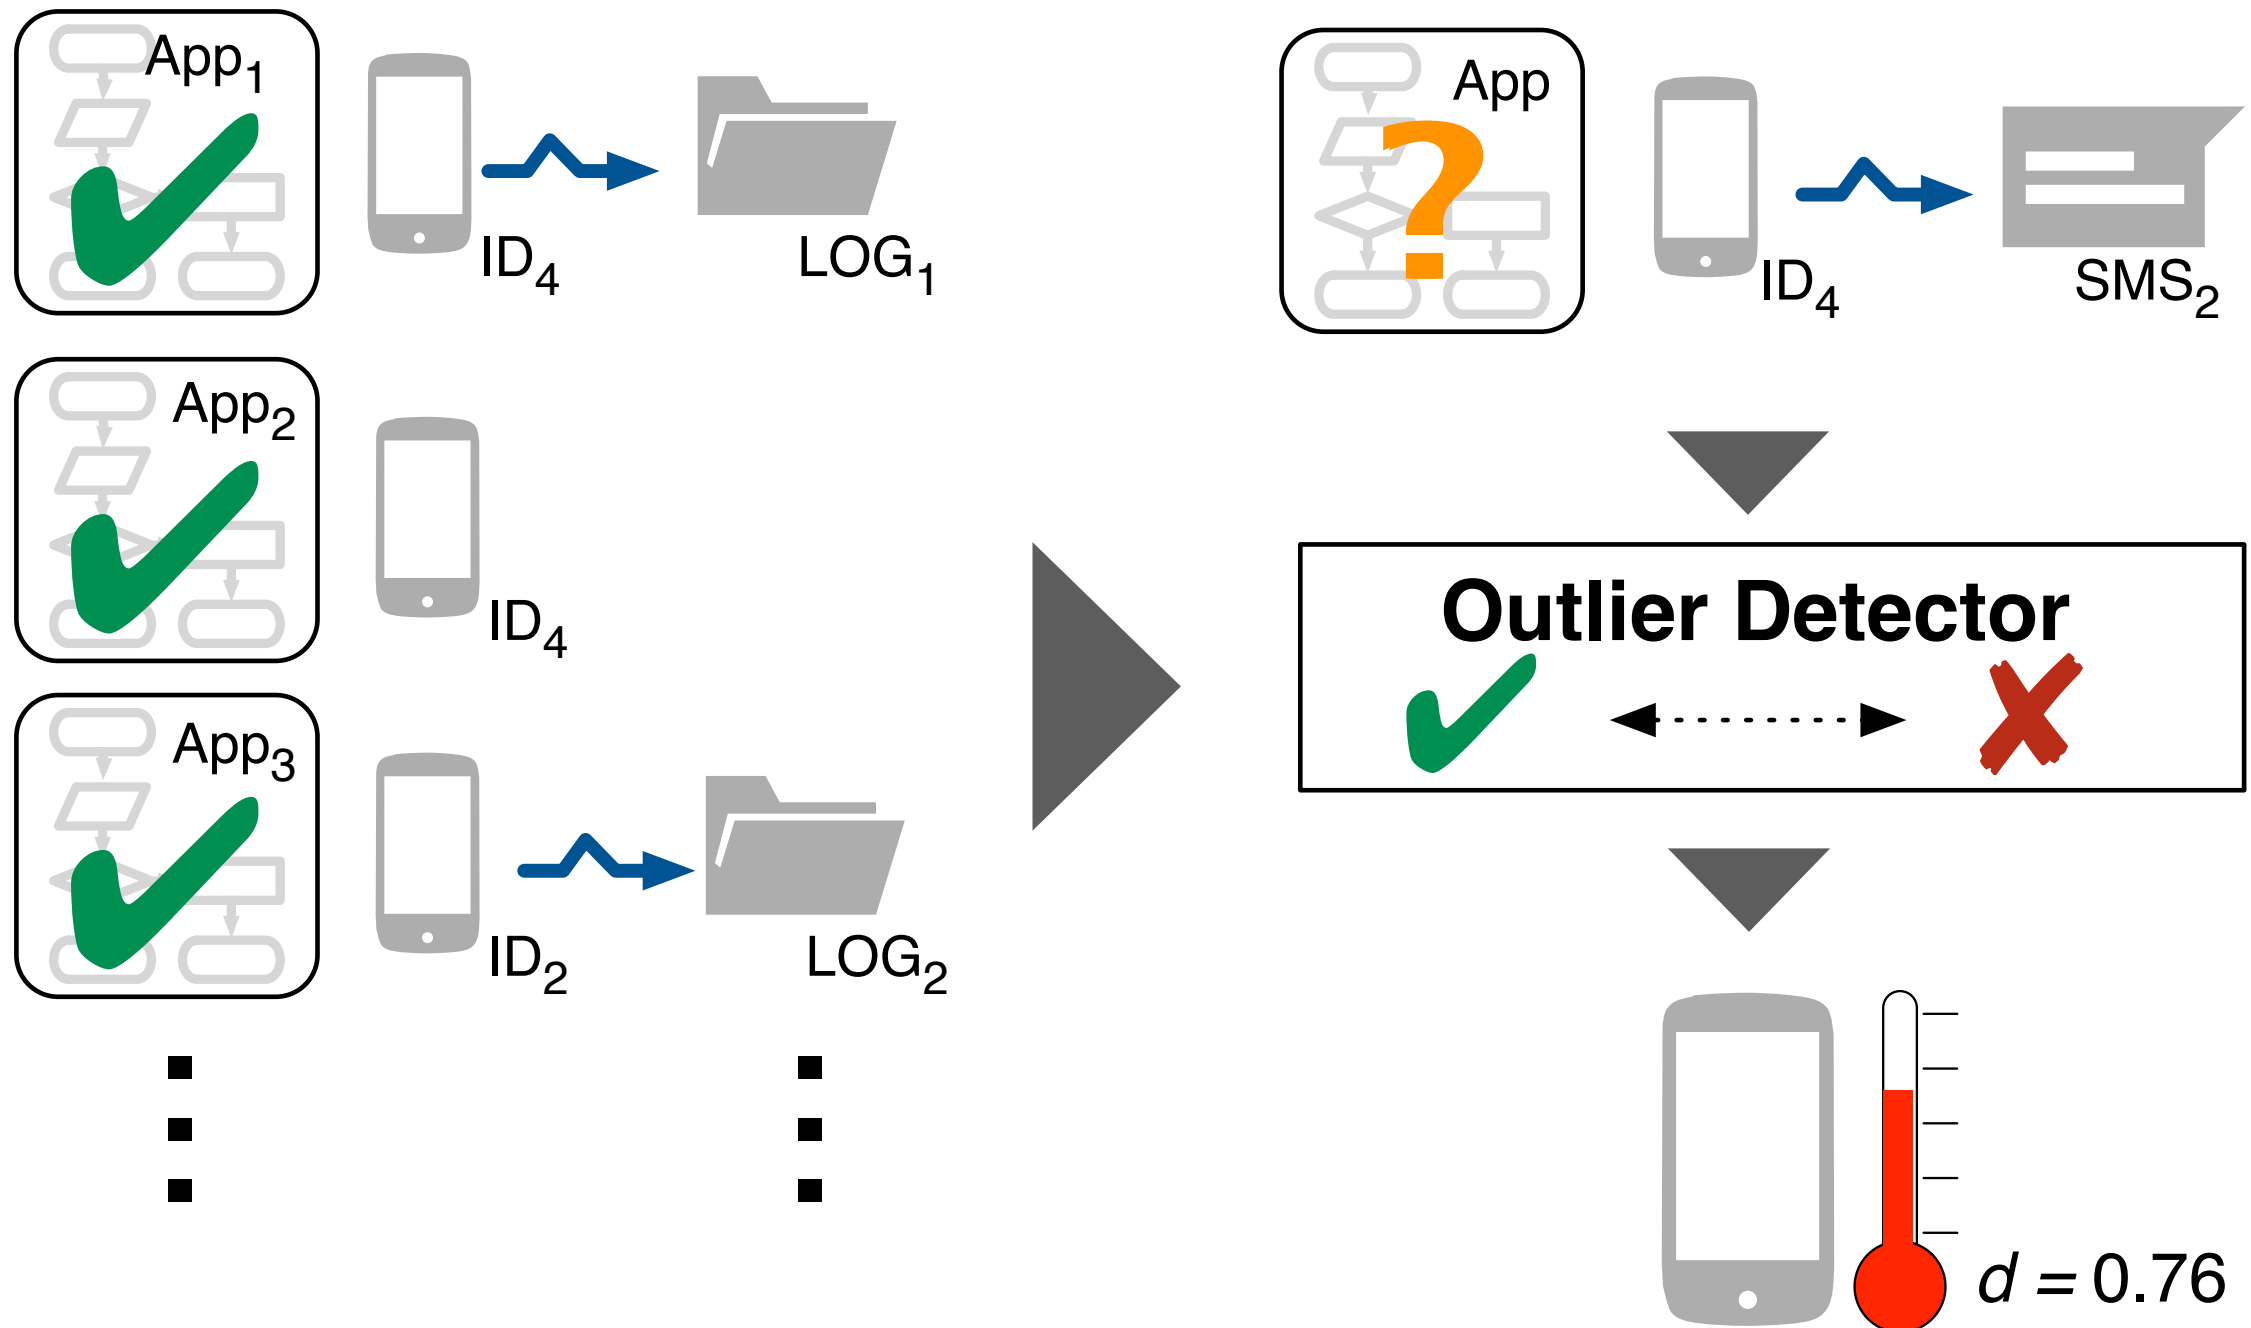 App₁
ID₄
LOG₁
App₂
ID₄
App₃
ID₂
LOG₂
App
?
ID₄
SMS₂
Outlier Detector
d = 0.76